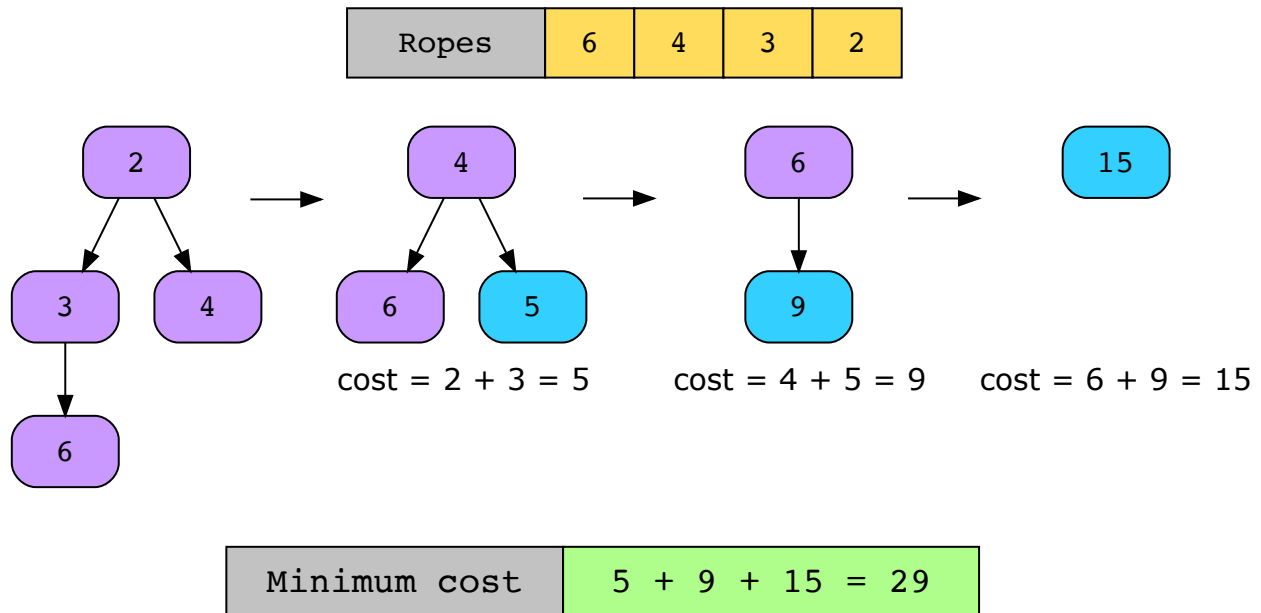 Ropes 6 4 3 2
2 4 6 15
3 4 6 5 9
cost = 2 + 3 = 5 cost = 4 + 5 = 9 cost = 6 + 9 = 15
6
Minimum cost 5 + 9 + 15 = 29